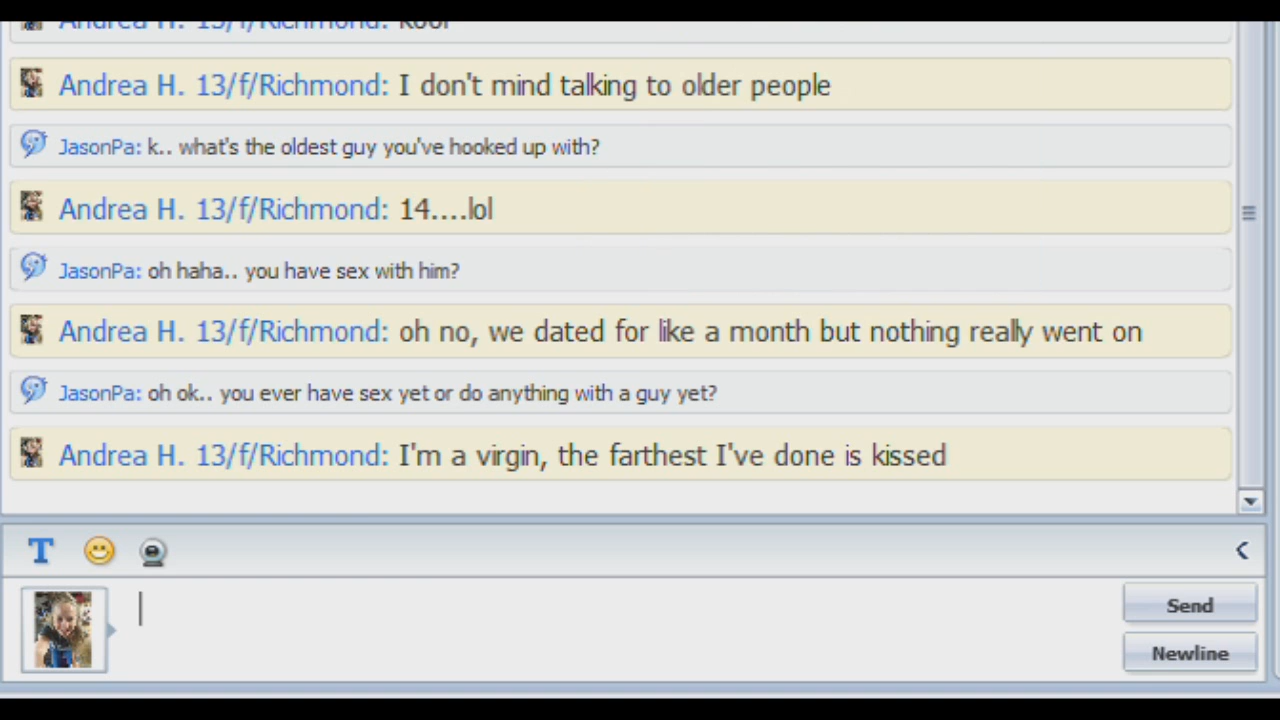 Andrea H. 13/f/Richmond: I don't mind talking to older people
JasonPa: k.. what's the oldest guy you've hooked up with?
Andrea H. 13/f/Richmond: 14....lol
JasonPa: oh haha.. you have sex with him?
Andrea H. 13/f/Richmond: oh no, we dated for like a month but nothing really went on
JasonPa: oh ok.. you ever have sex yet or do anything with a guy yet?
Andrea H. 13/f/Richmond: I'm a virgin, the farthest I've done is kissed
T
Send
Newline